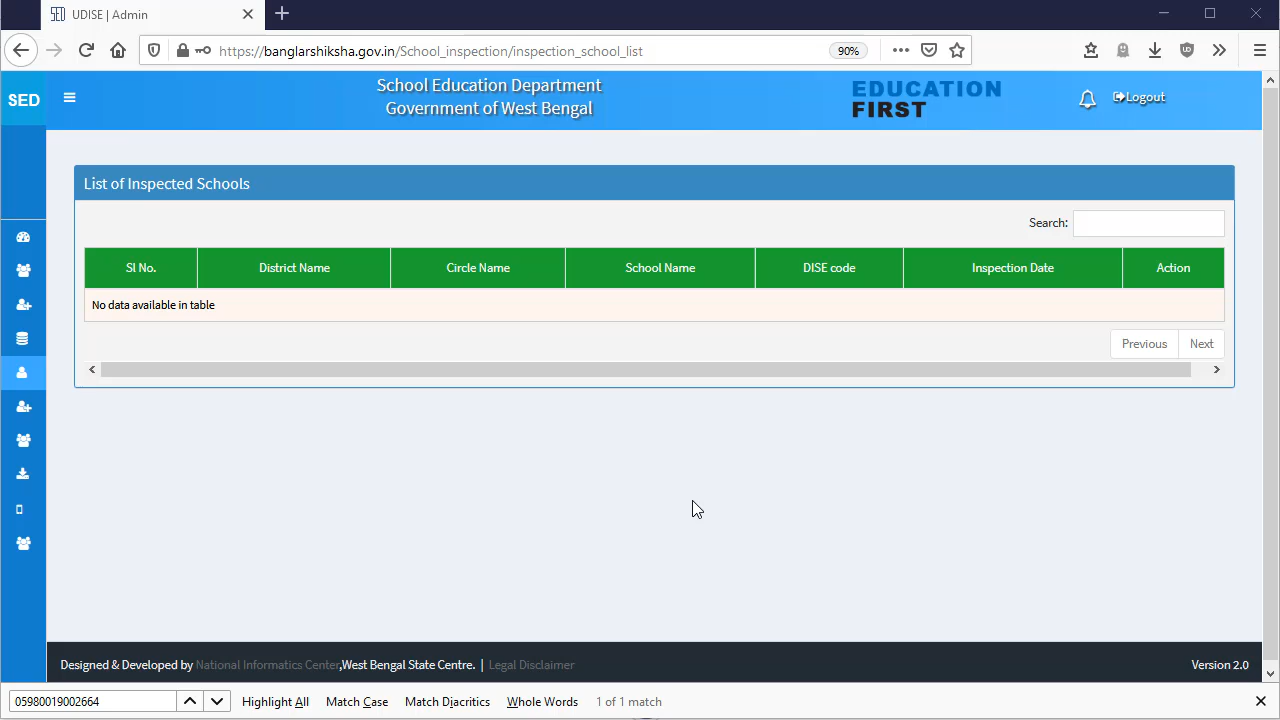 UDISE | Admin
https://banglarshiksha.gov.in/School_inspection/inspection_school_list
90%
SED
School Education Department
Government of West Bengal
EDUCATION
FIRST
Logout
List of Inspected Schools
Search:
Sl No. District Name Circle Name School Name DISE code Inspection Date Action
No data available in table
Previous Next
Designed & Developed by National Informatics Center,West Bengal State Centre. | Legal Disclaimer Version 2.0
05980019002664 Highlight All Match Case Match Diacritics Whole Words 1 of 1 match